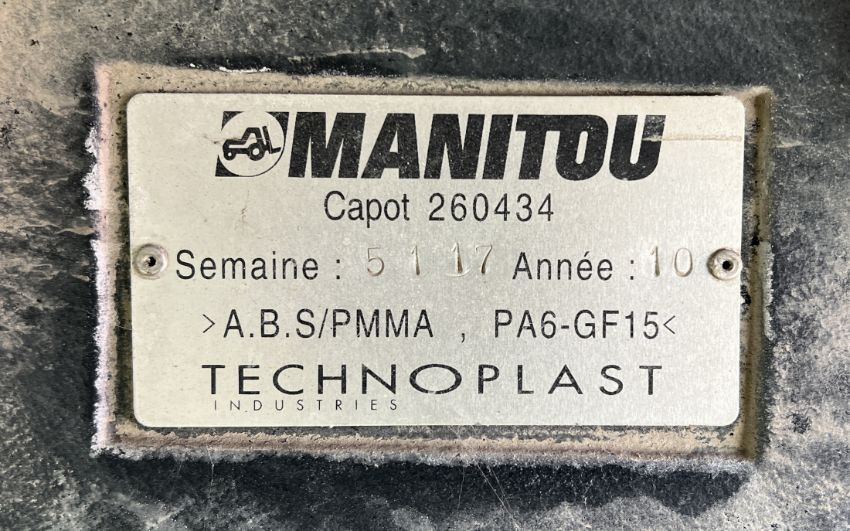 MANITOU
Capot 260434
Semaine : 5 1 17 Année : 10
>A.B.S/PMMA , PA6-GF15<
TECHNOPLAST
INDUSTRIES